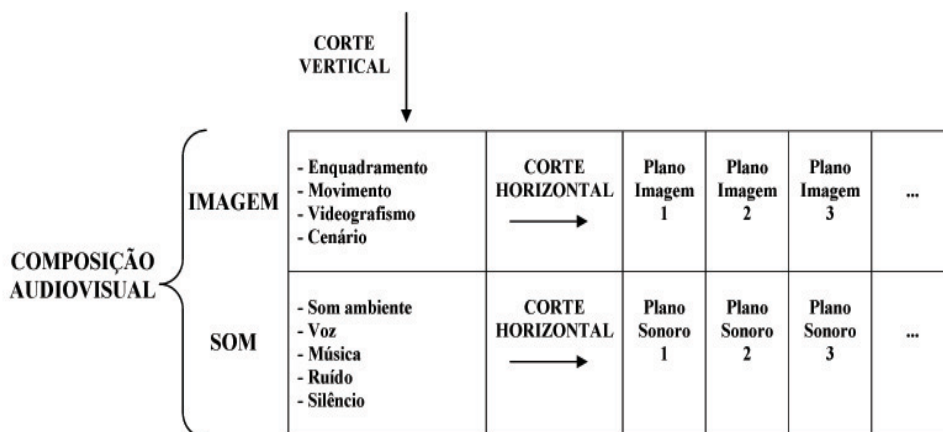 CORTE
VERTICAL
COMPOSIÇÃO
AUDIOVISUAL
IMAGEM
- Enquadramento
- Movimento
- Videografismo
- Cenário
CORTE
HORIZONTAL
Plano
Imagem
1
Plano
Imagem
2
Plano
Imagem
3
...
SOM
- Som ambiente
- Voz
- Música
- Ruído
- Silêncio
CORTE
HORIZONTAL
Plano
Sonoro
1
Plano
Sonoro
2
Plano
Sonoro
3
...